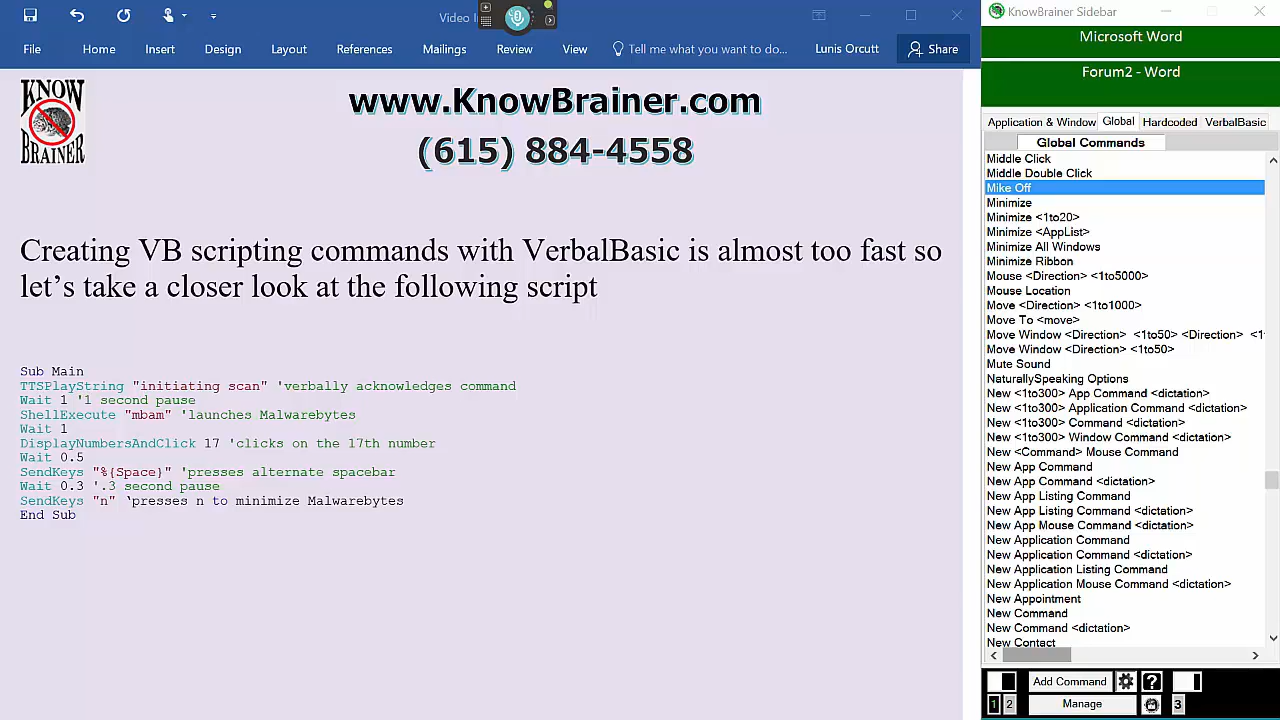 Video I
File Home Insert Design Layout References Mailings Review View Tell me what you want to do... Lunis Orcutt Share
KNOW
BRAINER
www.KnowBrainer.com
(615) 884-4558
Creating VB scripting commands with VerbalBasic is almost too fast so
let’s take a closer look at the following script
Sub Main
TTSPlayString "initiating scan" 'verbally acknowledges command
Wait 1 '1 second pause
ShellExecute "mbam" 'launches Malwarebytes
Wait 1
DisplayNumbersAndClick 17 'clicks on the 17th number
Wait 0.5
SendKeys "%{Space}" 'presses alternate spacebar
Wait 0.3 '.3 second pause
SendKeys "n" ‘presses n to minimize Malwarebytes
End Sub
KnowBrainer Sidebar
Microsoft Word
Forum2 - Word
Application & Window Global Hardcoded VerbalBasic
Global Commands
Middle Click
Middle Double Click
Mike Off
Minimize
Minimize <1to20>
Minimize <AppList>
Minimize All Windows
Minimize Ribbon
Mouse <Direction> <1to5000>
Mouse Location
Move <Direction> <1to1000>
Move To <move>
Move Window <Direction> <1to50> <Direction> <1
Move Window <Direction> <1to50>
Mute Sound
NaturallySpeaking Options
New <1to300> App Command <dictation>
New <1to300> Application Command <dictation>
New <1to300> Command <dictation>
New <1to300> Window Command <dictation>
New <Command> Mouse Command
New App Command
New App Command <dictation>
New App Listing Command
New App Listing Command <dictation>
New App Mouse Command <dictation>
New Application Command
New Application Command <dictation>
New Application Listing Command
New Application Mouse Command <dictation>
New Appointment
New Command
New Command <dictation>
New Contact
Add Command ?
1 2 Manage 3